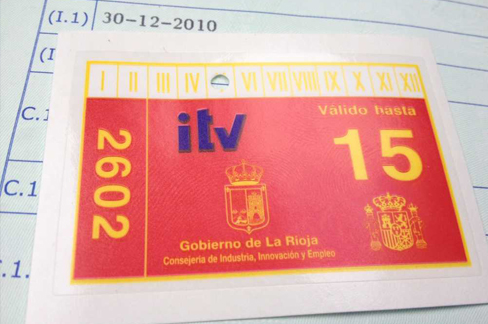 (I.1) 30-12-2010
(I
C.1
C.1
.1.
I II III IV VI VII VIII IX X XI XII
2602
itv
Válido hasta
15
Gobierno de La Rioja
Consejería de Industria, Innovación y Empleo